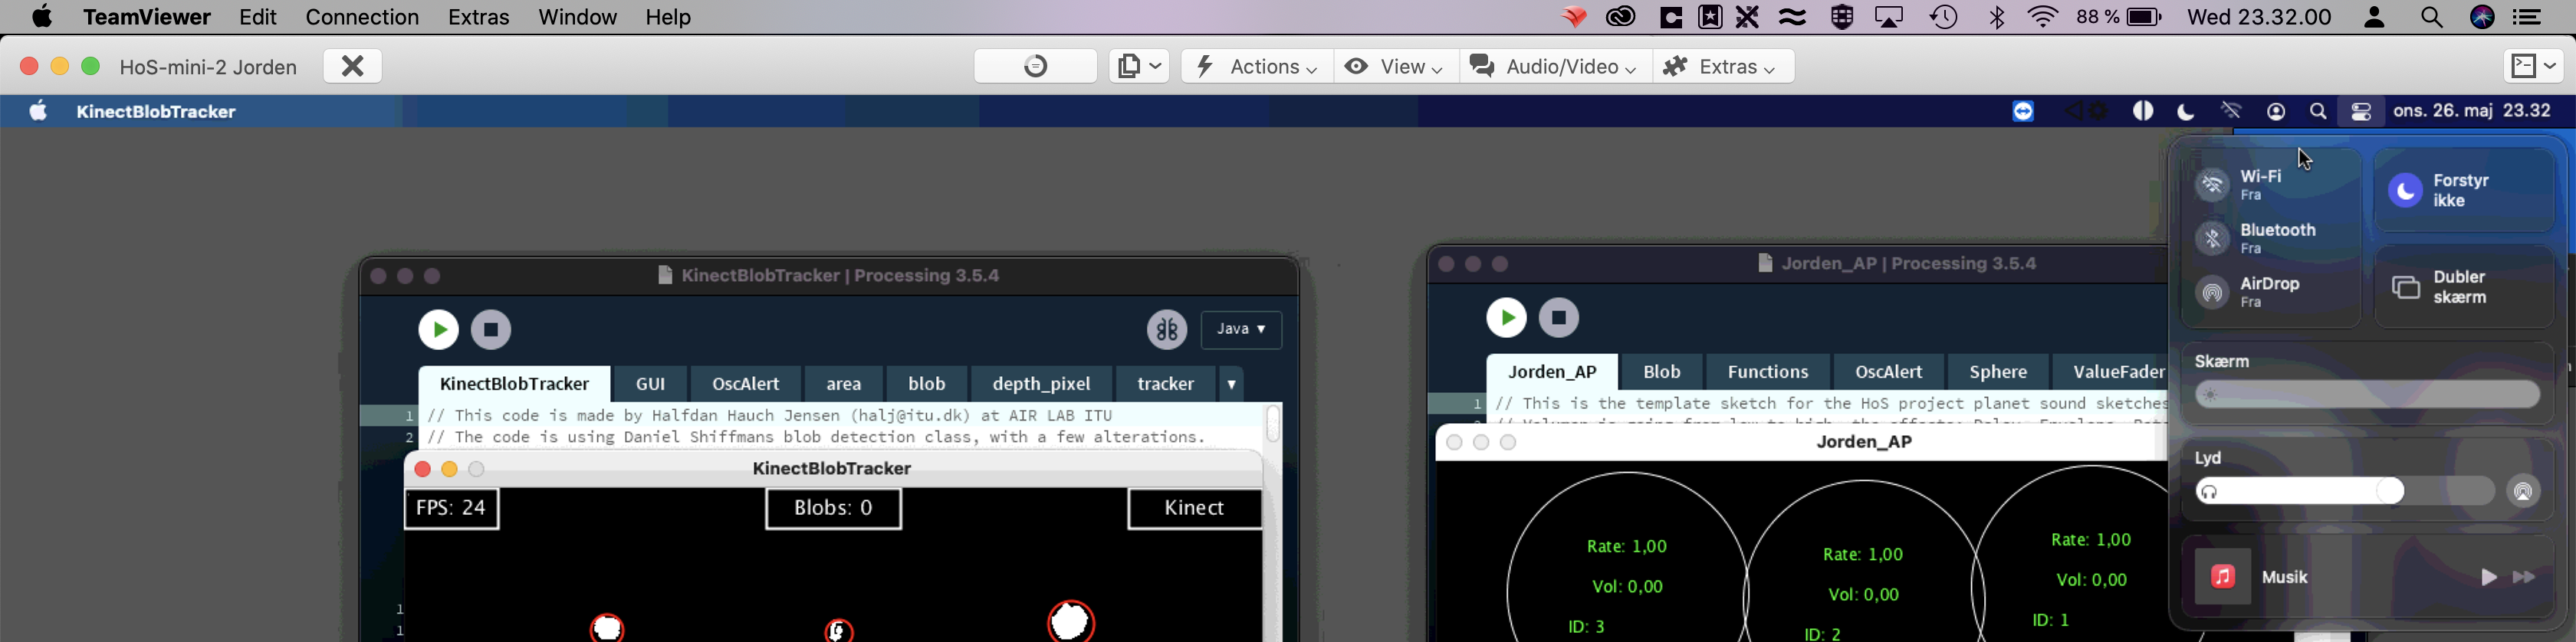 TeamViewer Edit Connection Extras Window Help 88 % Wed 23.32.00
HoS-mini-2 Jorden Actions View Audio/Video Extras
KinectBlobTracker ons. 26. maj 23.32
Wi-Fi
Fra
Bluetooth
Fra
AirDrop
Fra
Forstyr
ikke
Dubler
skærm
Skærm
Lyd
Musik
KinectBlobTracker | Processing 3.5.4
Java
KinectBlobTracker GUI OscAlert area blob depth_pixel tracker
1 // This code is made by Halfdan Hauch Jensen (halj@itu.dk) at AIR LAB ITU
2 // The code is using Daniel Shiffmans blob detection class, with a few alterations.
KinectBlobTracker
FPS: 24 Blobs: 0 Kinect
1
1
Jorden_AP | Processing 3.5.4
Jorden_AP Blob Functions OscAlert Sphere ValueFader
1 // This is the template sketch for the HoS project planet sound sketches
Jorden_AP
Rate: 1,00
Vol: 0,00
ID: 3
Rate: 1,00
Vol: 0,00
ID: 2
Rate: 1,00
Vol: 0,00
ID: 1